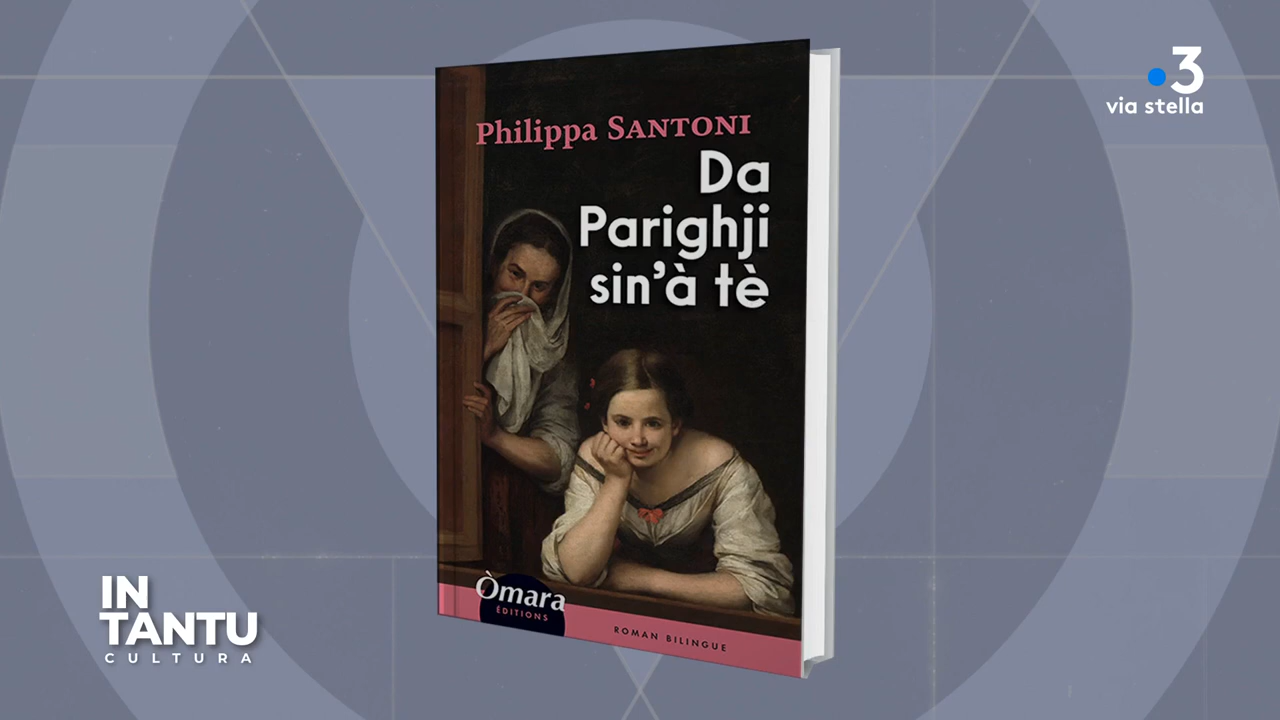 3
via stella
Philippa SANTONI
Da
Parighji
sin'à tè
Òmara
ÉDITIONS
ROMAN BILINGUE
IN
TANTU
CULTURA